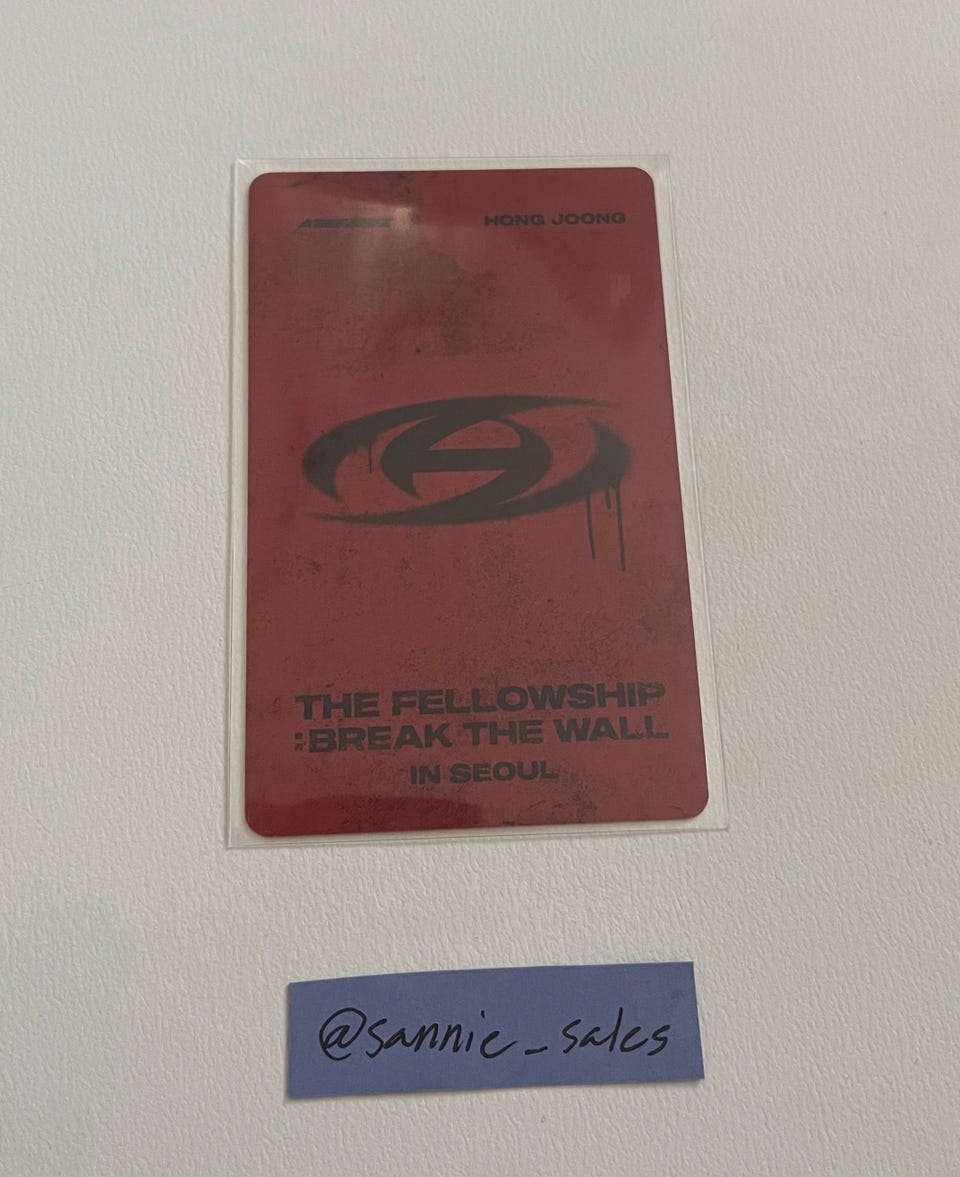 HONG JOONG
THE FELLOWSHIP
:BREAK THE WALL
IN SEOUL
@sannie_sales